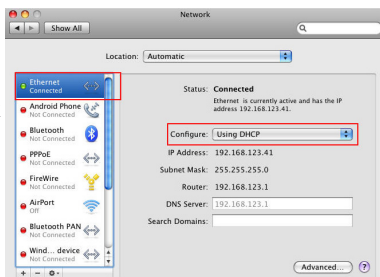 Network
Show All
Location: Automatic
Ethernet
Connected
Android Phone
Not Connected
Bluetooth
Not Connected
PPPoE
Not Connected
FireWire
Not Connected
AirPort
Off
Bluetooth PAN
Not Connected
Wind... device
Not Connected
Status: Connected
Ethernet is currently active and has the IP
address 192.168.123.41.
Configure: Using DHCP
IP Address: 192.168.123.41
Subnet Mask: 255.255.255.0
Router: 192.168.123.1
DNS Server: 192.168.123.1
Search Domains:
Advanced... ?